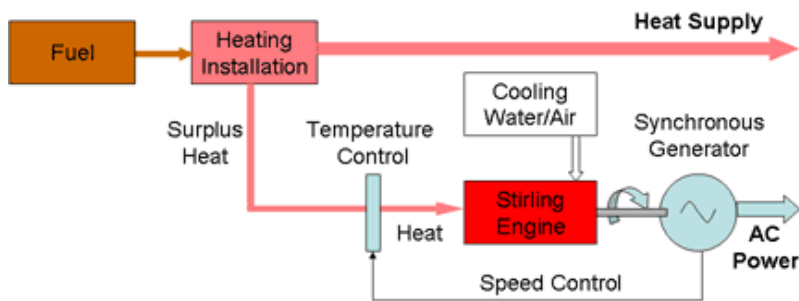 Heat Supply
Fuel
Heating
Installation
Surplus
Heat
Temperature
Control
Cooling
Water/Air
Synchronous
Generator
Heat
Stirling
Engine
AC
Power
Speed Control